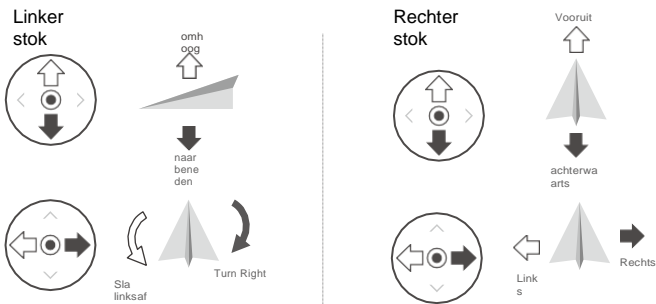 Linker
stok
omh
oog
naar
bene
den
Sla
linksaf
Turn Right
Rechter
stok
Vooruit
achterwa
arts
Link
s
Rechts